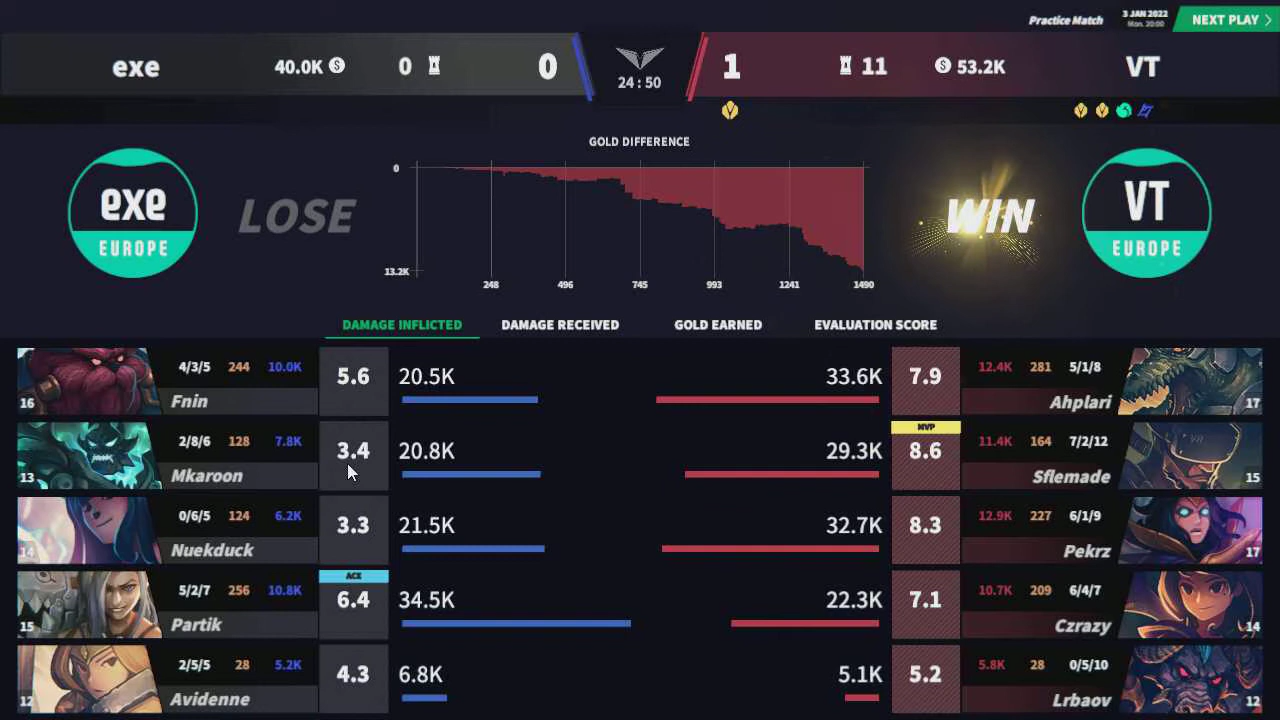 Practice Match 3 JAN 2022 NEXT PLAY
Mon. 20:00
exe 40.0K 0 0 24 : 50 1 11 53.2K VT
GOLD DIFFERENCE
0
13.2K
248 496 745 993 1241 1490
exe
EUROPE
LOSE
WIN
VT
EUROPE
DAMAGE INFLICTED DAMAGE RECEIVED GOLD EARNED EVALUATION SCORE
16 4/3/5 244 10.0K 5.6 20.5K 33.6K 7.9 12.4K 281 5/1/8 17
Fnin Ahplari
MVP
13 2/8/6 128 7.8K 3.4 20.8K 29.3K 8.6 11.4K 164 7/2/12 15
Mkaroon Sflemade
14 0/6/5 124 6.2K 3.3 21.5K 32.7K 8.3 12.9K 227 6/1/9 17
Nuekduck Pekrz
ACE
15 5/2/7 256 10.8K 6.4 34.5K 22.3K 7.1 10.7K 209 6/4/7 14
Partik Czrazy
12 2/5/5 28 5.2K 4.3 6.8K 5.1K 5.2 5.8K 28 0/5/10 12
Avidenne Lrbaov